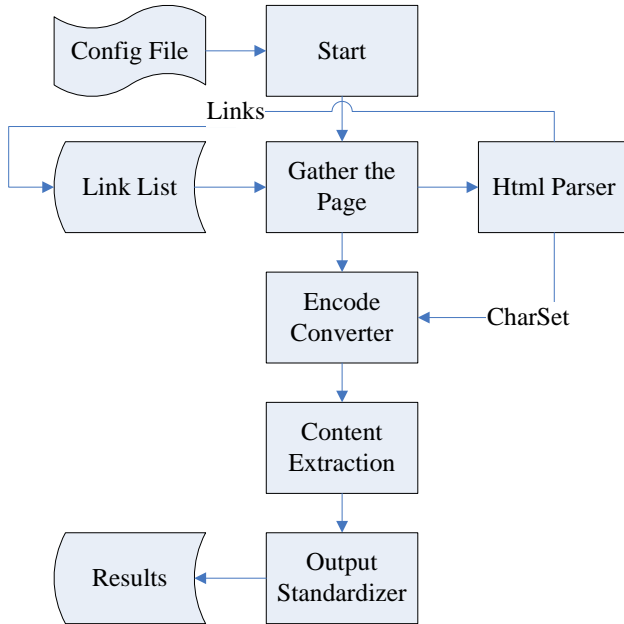 Config File
Start
Links
Link List
Gather the
Page
Html Parser
Encode
Converter
CharSet
Content
Extraction
Results
Output
Standardizer